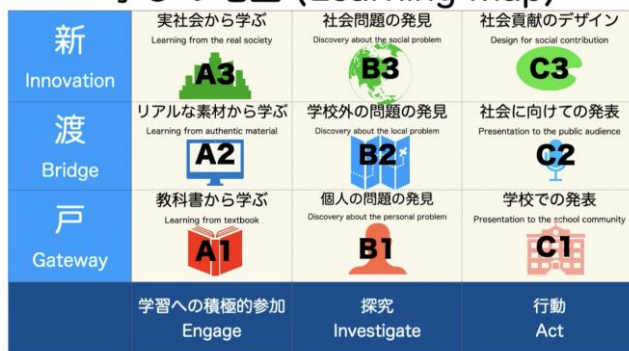 (Learning Map)
新
Innovation
実社会から学ぶ
Learning from the real society
A3
社会問題の発見
Discovery about the social problem
B3
社会貢献のデザイン
Design for social contribution
C3
渡
Bridge
リアルな素材から学ぶ
Learning from authentic material
A2
学校外の問題の発見
Discovery about the local problem
B2
社会に向けての発表
Presentation to the public audience
C2
戸
Gateway
教科書から学ぶ
Learning from textbook
A1
個人の問題の発見
Discovery about the personal problem
B1
学校での発表
Presentation to the school community
C1
学習への積極的参加
Engage
探究
Investigate
行動
Act